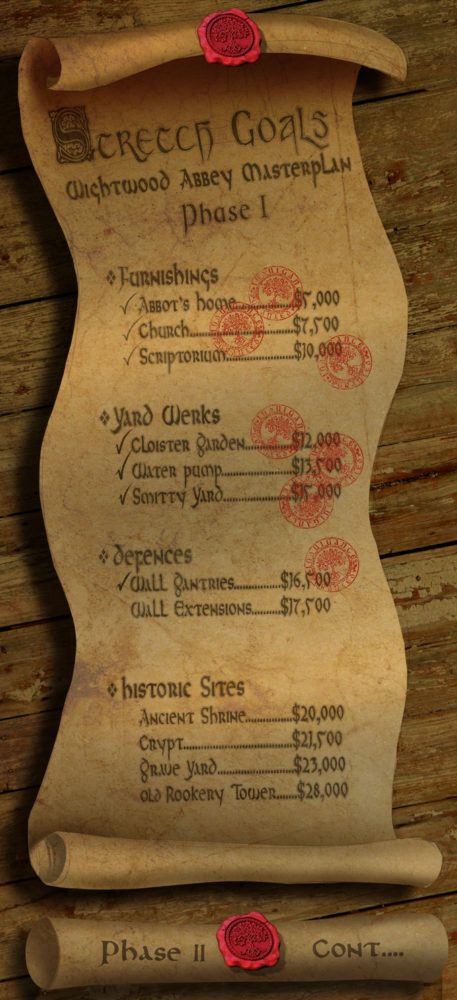 Stretch Goals
Wightwood Abbey Masterplan
Phase I
Furnishings
Abbot's home...............$5,000
Church.........................$7,500
Scriptorium..................$10,000
Yard Werks
Cloister Garden............$12,000
Water pump..................$13,500
Smitty Yard..................$15,000
Defences
Wall Gantries............$16,500
Wall Extensions.......$17,500
Historic Sites
Ancient Shrine............$20,000
Crypt............................$21,500
Grave Yard...................$23,000
old Rookery Tower.....$28,000
Phase II Cont....